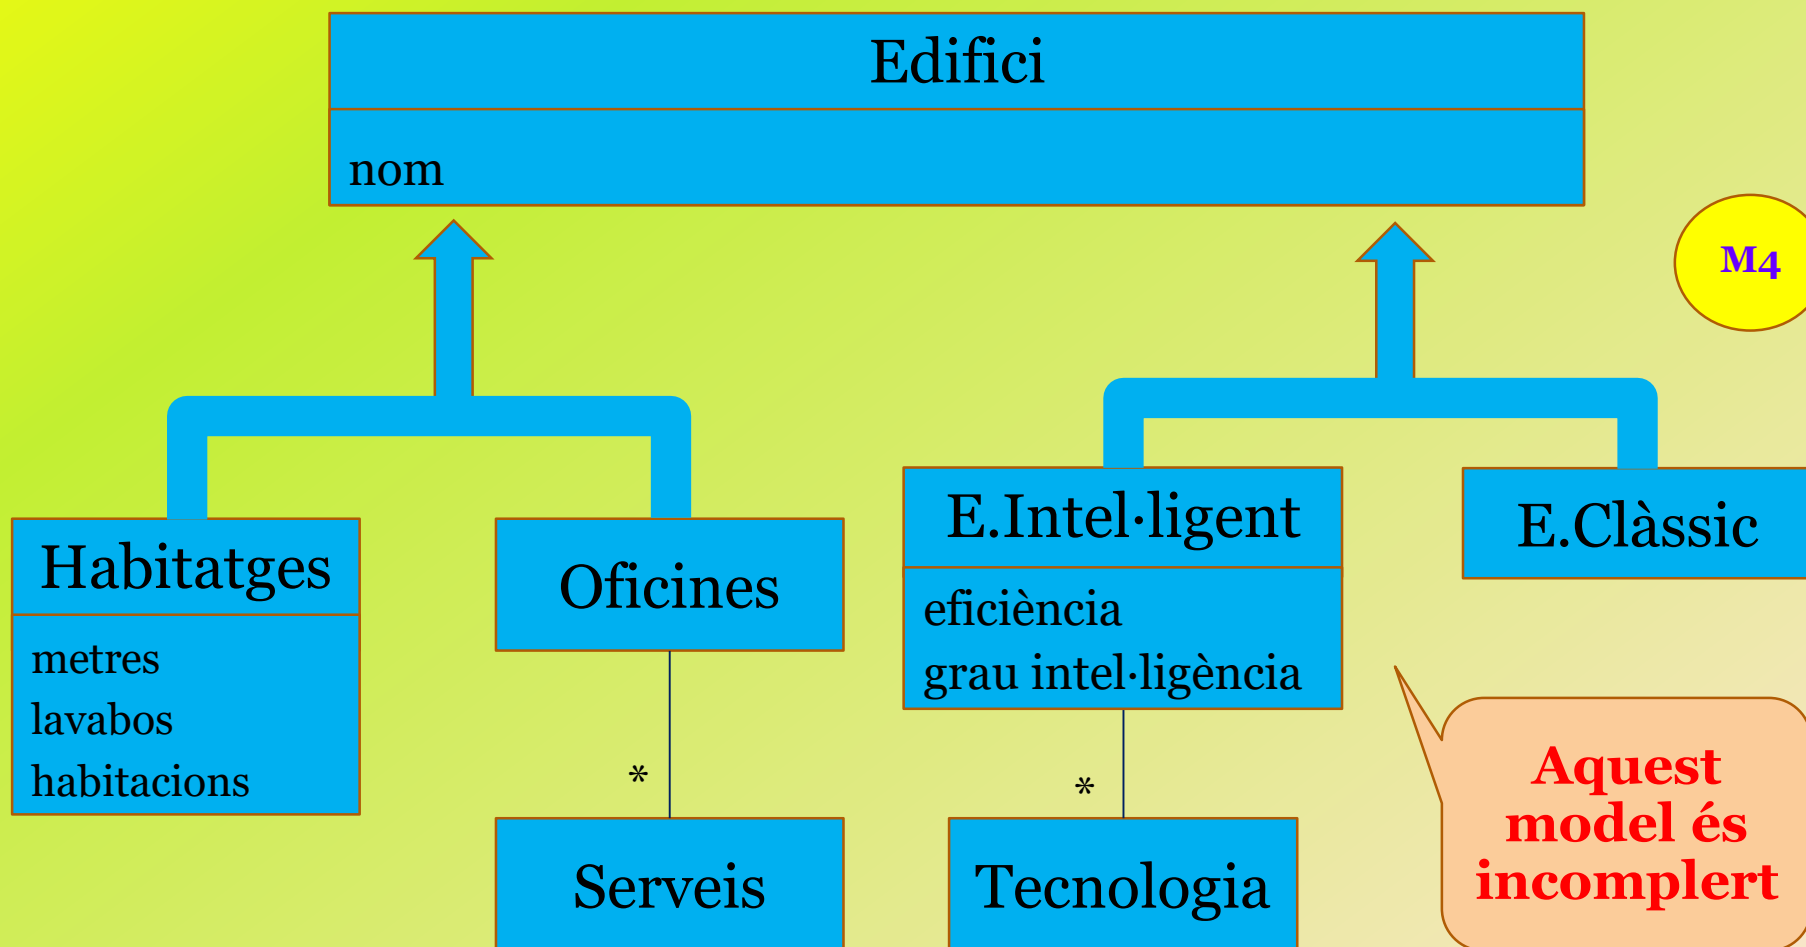 Edifici
nom
M4
Habitatges
metres
lavabos
habitacions
Oficines
*
Serveis
E.Intel·ligent
eficiència
grau intel·ligència
*
Tecnologia
E.Clàssic
Aquest
model és
incomplert